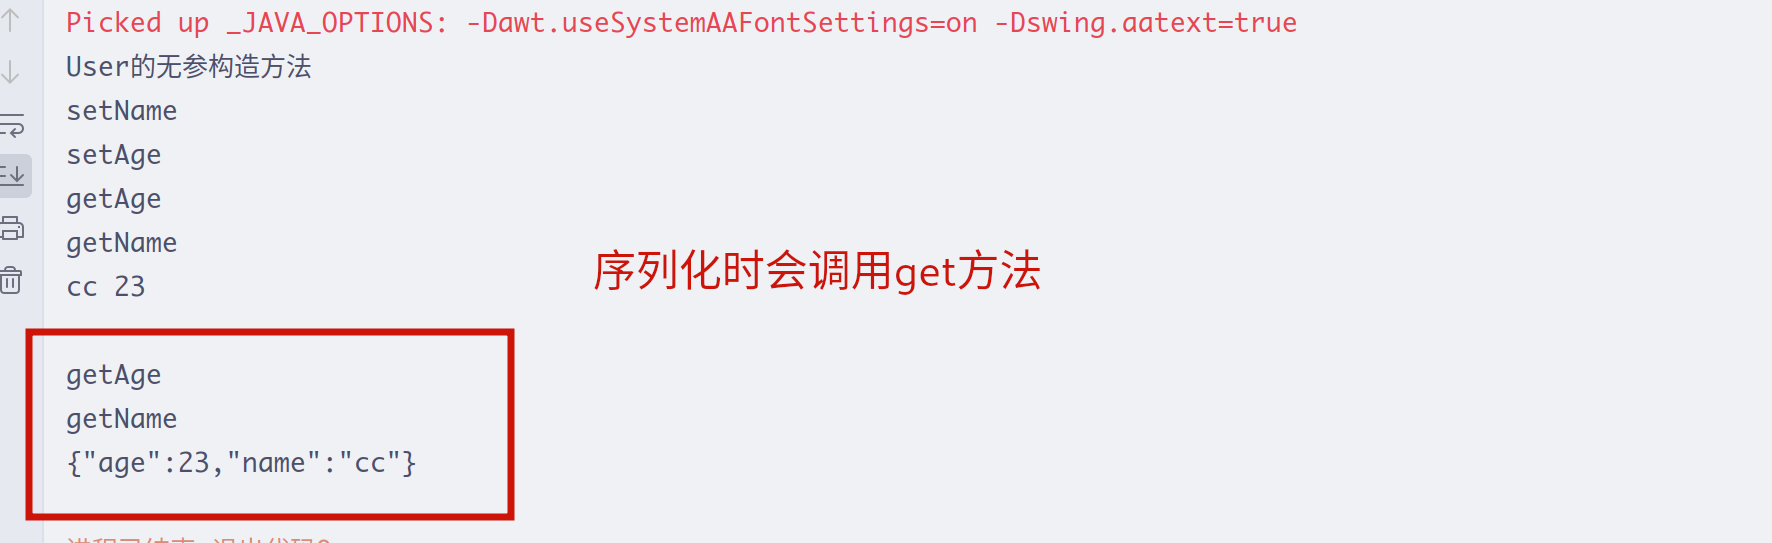 Picked up _JAVA_OPTIONS: -Dawt.useSystemAAFontSettings=on -Dswing.aatext=true
User的无参构造方法
setName
setAge
getAge
getName
cc 23
序列化时会调用get方法
getAge
getName
{"age":23,"name":"cc"}